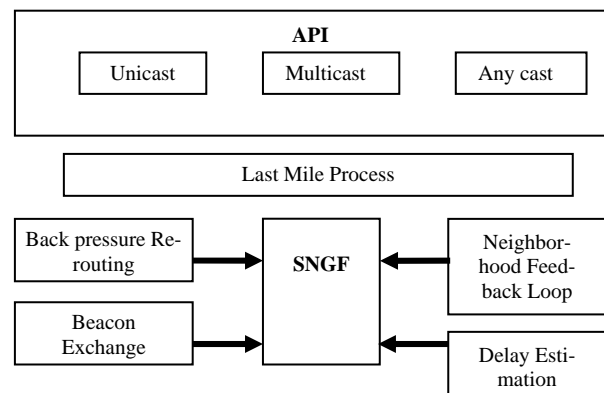 API
Unicast
Multicast
Any cast
Last Mile Process
Back pressure Re-
routing
SNGF
Neighbor-
hood Feed-
back Loop
Beacon
Exchange
Delay Esti-
mation